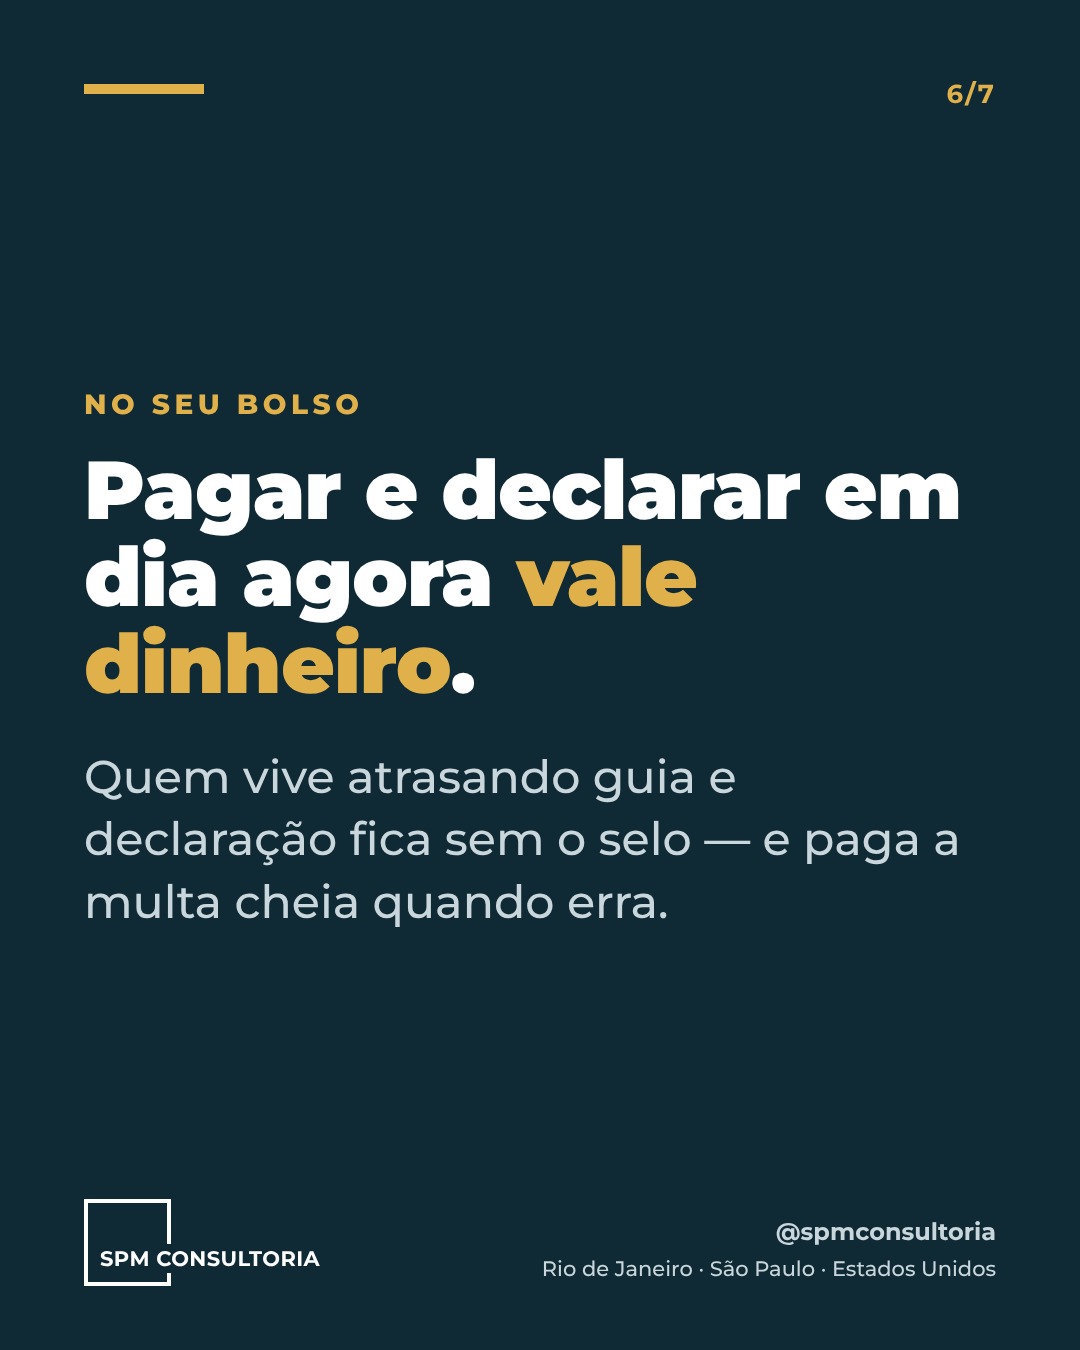 6/7
NO SEU BOLSO
Pagar e declarar em
dia agora vale
dinheiro.
Quem vive atrasando guia e
declaração fica sem o selo — e paga a
multa cheia quando erra.
SPM CONSULTORIA
@spmconsultoria
Rio de Janeiro · São Paulo · Estados Unidos